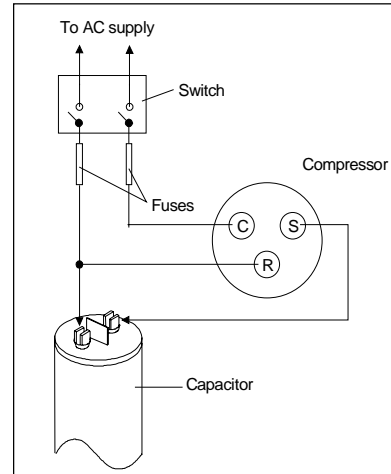 To AC supply
Switch
Compressor
Fuses
C
S
R
Capacitor